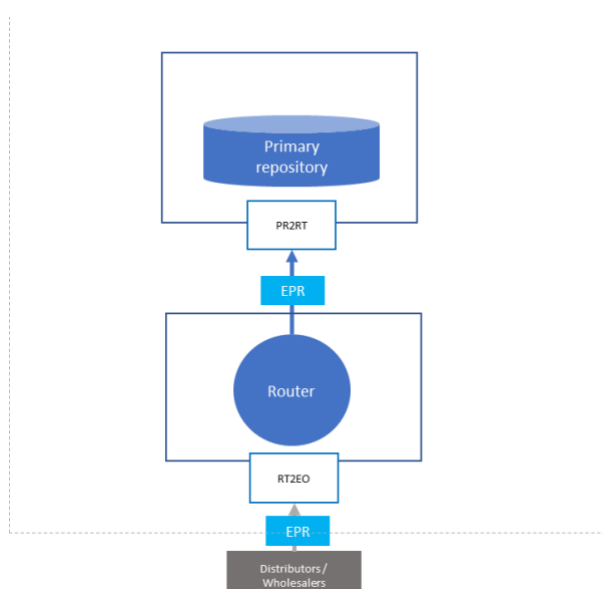 Primary
repository
PR2RT
EPR
Router
RT2EO
EPR
Distributors /
Wholesalers